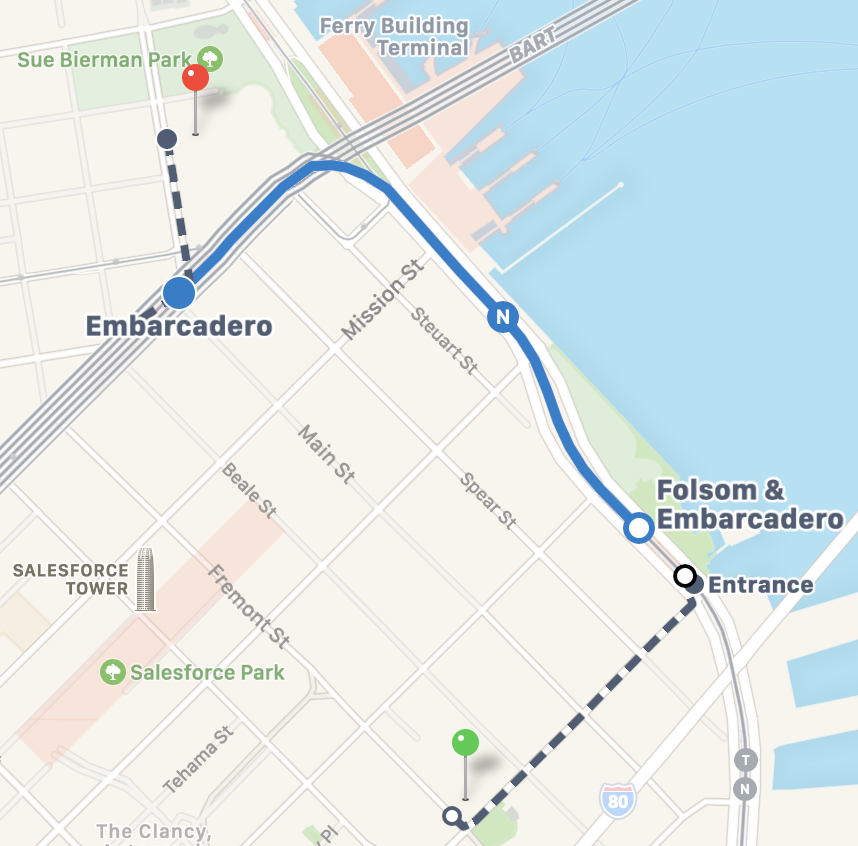 Ferry Building
Terminal
BART
Sue Bierman Park
Embarcadero
Mission St
N
Steuart St
Main St
Beale St
Spear St
Folsom &
Embarcadero
Entrance
SALESFORCE
TOWER
Fremont St
Salesforce Park
Tehama St
80
T
N
The Clancy,
Pl